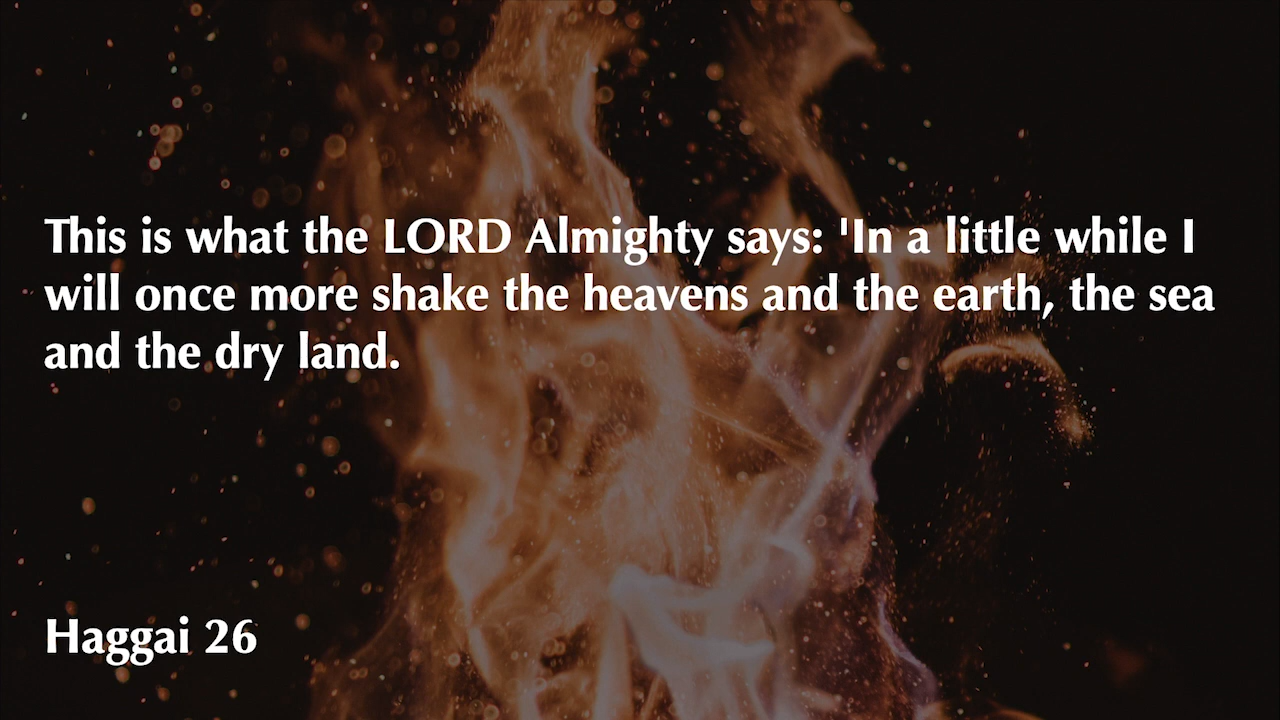 This is what the LORD Almighty says: 'In a little while I
will once more shake the heavens and the earth, the sea
and the dry land.
Haggai 26